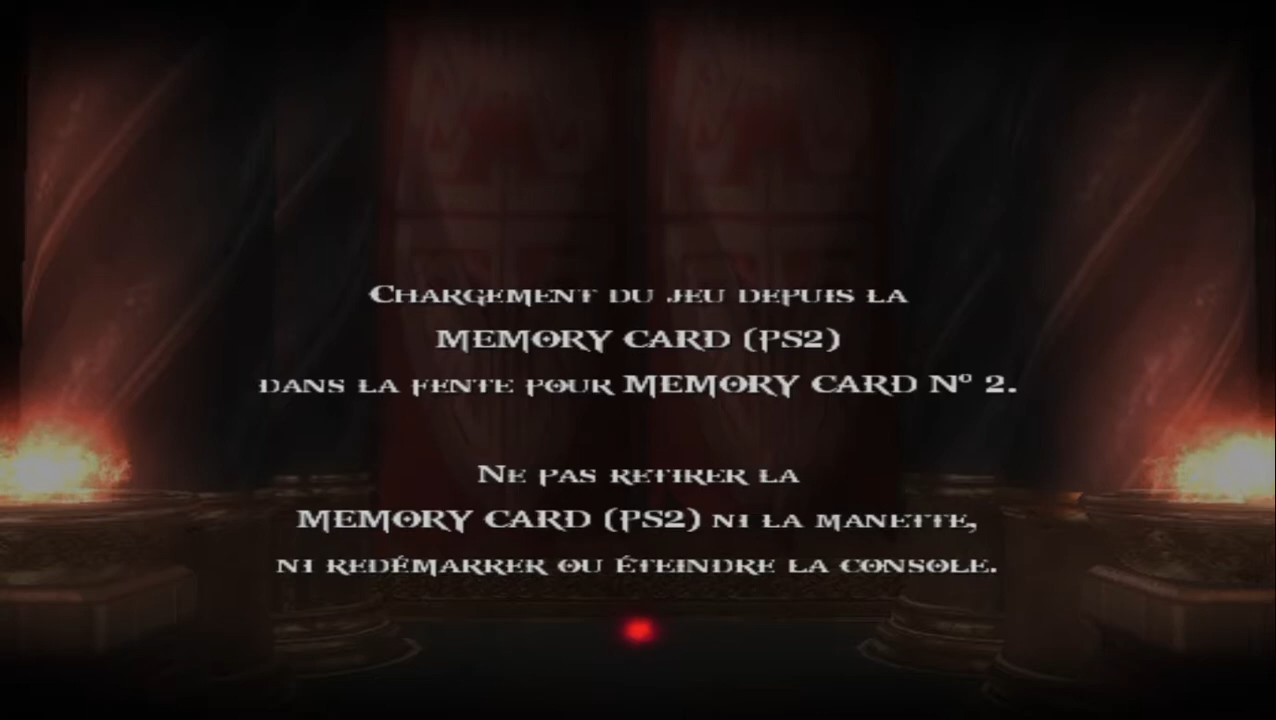 Chargement du jeu depuis la
MEMORY CARD (PS2)
dans la fente pour MEMORY CARD Nº 2.
Ne pas retirer la
MEMORY CARD (PS2) ni la manette,
ni redémarrer ou éteindre la console.